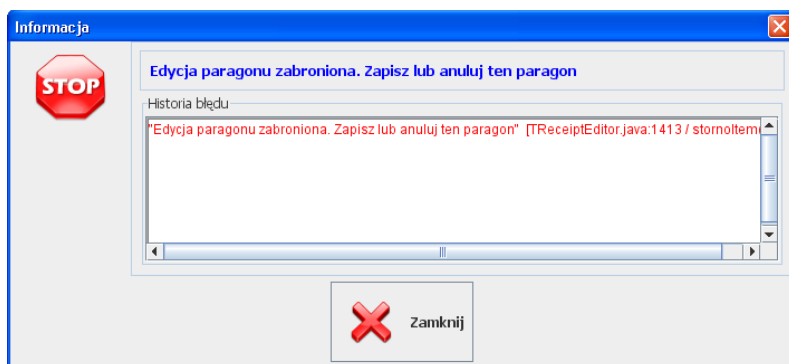 Informacja
STOP
Edycja paragonu zabroniona. Zapisz lub anuluj ten paragon
Historia błędu
"Edycja paragonu zabroniona. Zapisz lub anuluj ten paragon" [TReceiptEditor.java:1413 / stornoItem
Zamknij